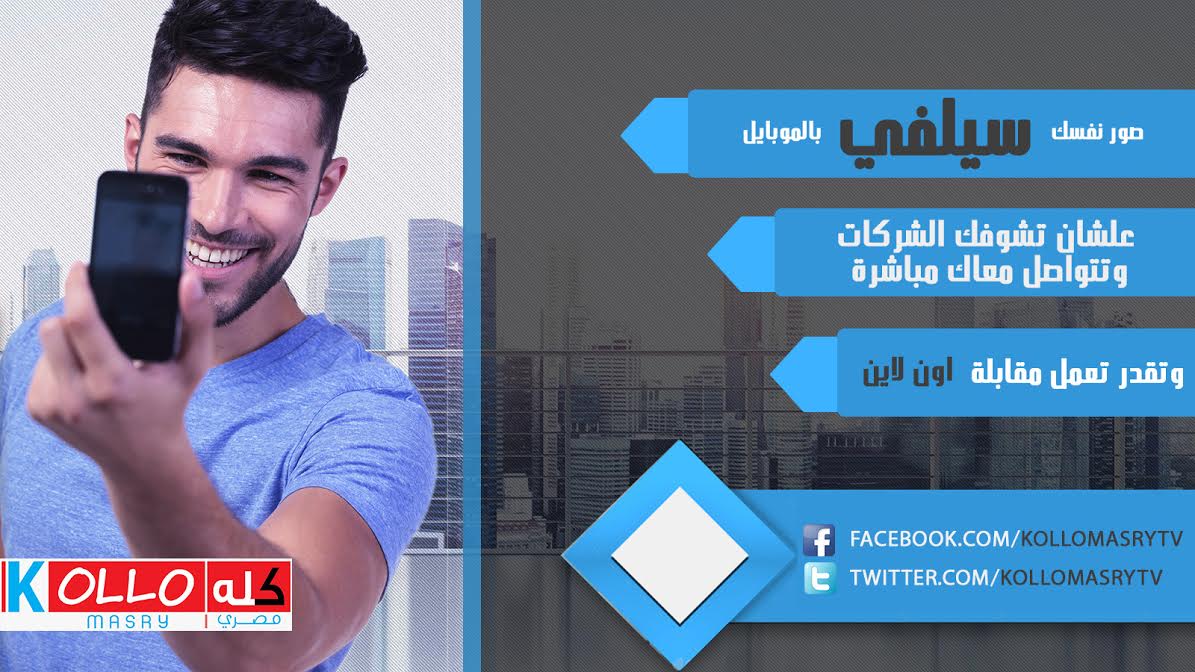 صور نفسك سيلفي بالموبايل
علشان تشوفك الشركات
وتتواصل معاك مباشرة
وتقدر تعمل مقابلة اون لاين
FACEBOOK.COM/KOLLOMASRYTV
TWITTER.COM/KOLLOMASRYTV
KOLLO كله
MASRY مصري